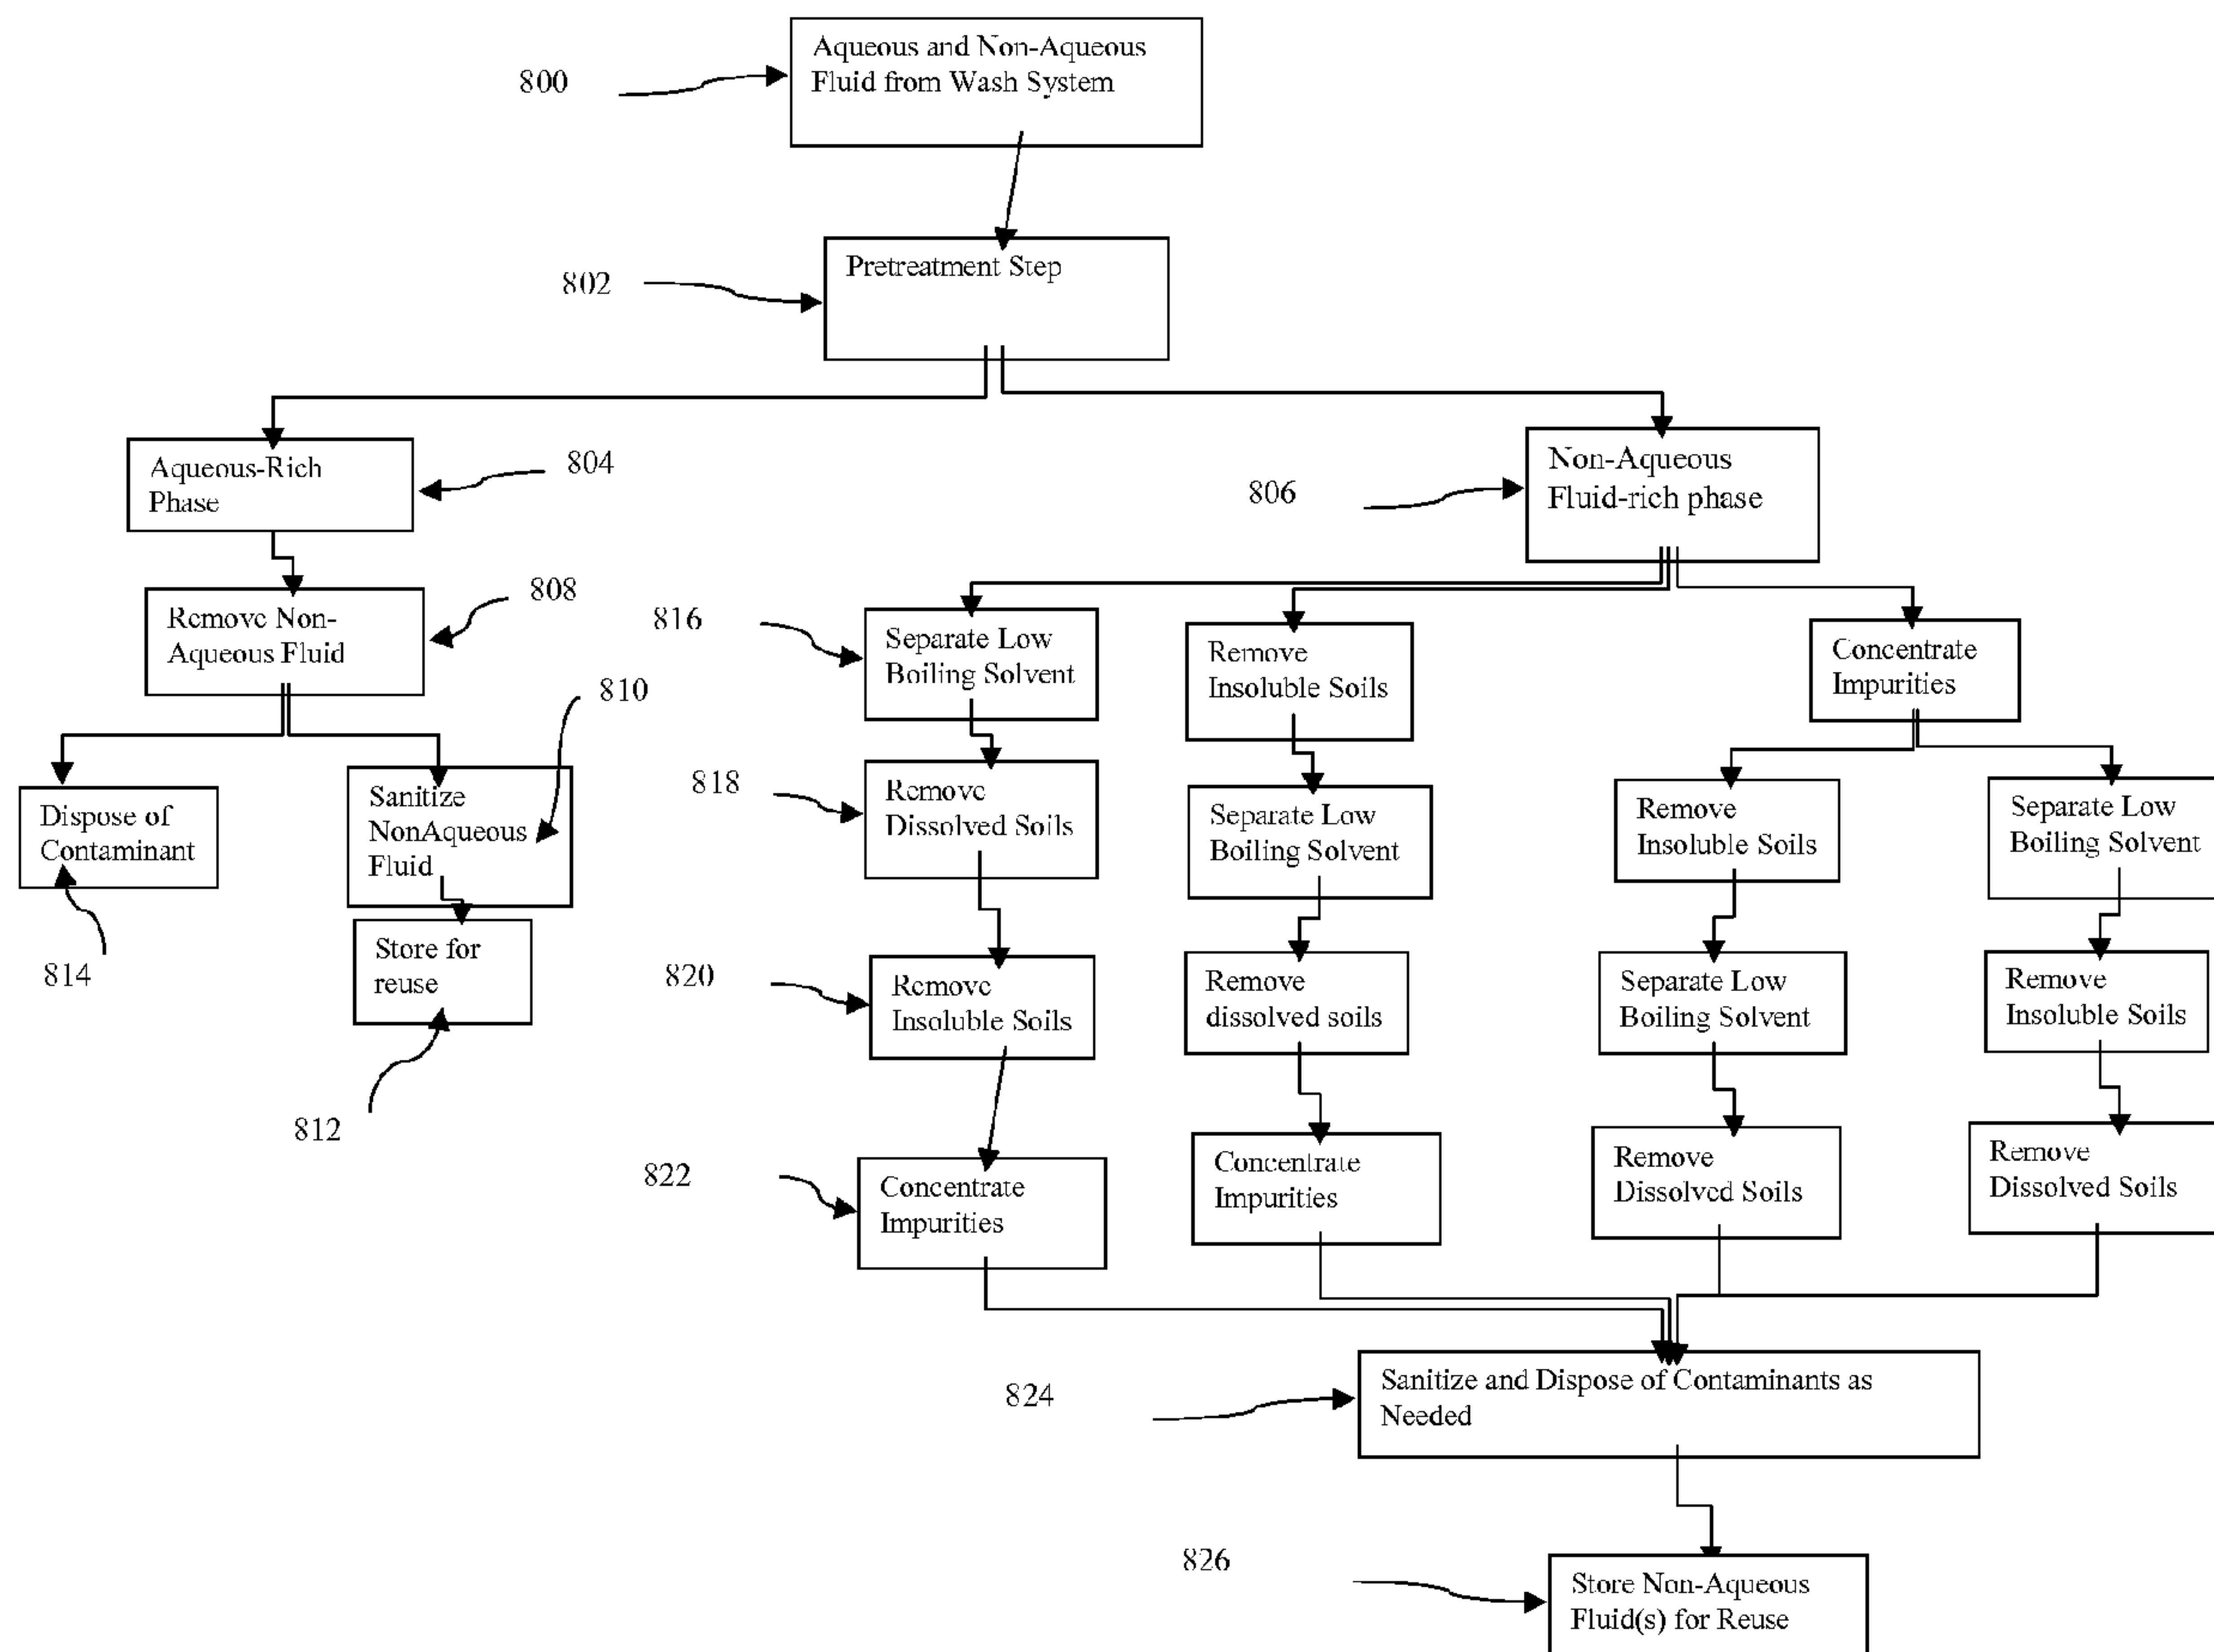 Aqueous and Non-Aqueous
Fluid from Wash System
800
Pretreatment Step
802
Aqueous-Rich
Phase
804
Non-Aqueous
Fluid-rich phase
806
Remove Non-
Aqueous Fluid
808
810
Dispose of
Contaminant
814
Sanitize
NonAqueous
Fluid
Store for
reuse
812
816
Separate Low
Boiling Solvent
818
Remove
Dissolved Soils
820
Remove
Insoluble Soils
822
Concentrate
Impurities
Remove
Insoluble Soils
Separate Low
Boiling Solvent
Remove
dissolved soils
Concentrate
Impurities
Concentrate
Impurities
Remove
Insoluble Soils
Separate Low
Boiling Solvent
Remove
Dissolved Soils
Separate Low
Boiling Solvent
Remove
Insoluble Soils
Remove
Dissolved Soils
824
Sanitize and Dispose of Contaminants as
Needed
826
Store Non-Aqueous
Fluid(s) for Reuse